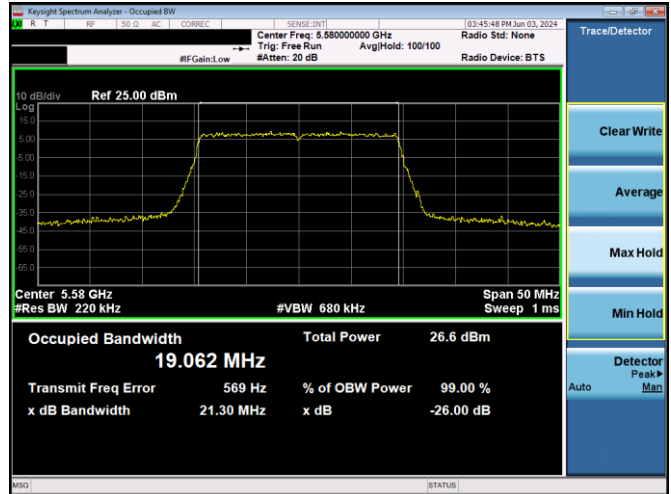 Keysight Spectrum Analyzer - Occupied BW
LXI R T RF 50 Ω AC CORREC SENSE:INT 03:45:48 PM Jun 03, 2024
Center Freq: 5.580000000 GHz Radio Std: None
Trig: Free Run Avg|Hold: 100/100
#IFGain:Low #Atten: 20 dB Radio Device: BTS
Trace/Detector
10 dB/div Ref 25.00 dBm
Log
15.0
5.00
-5.00
-15.0
-25.0
-35.0
-45.0
-55.0
-65.0
Center 5.58 GHz Span 50 MHz
#Res BW 220 kHz #VBW 680 kHz Sweep 1 ms
Occupied Bandwidth Total Power 26.6 dBm
19.062 MHz
Transmit Freq Error 569 Hz % of OBW Power 99.00 %
x dB Bandwidth 21.30 MHz x dB -26.00 dB
Clear Write
Average
Max Hold
Min Hold
Detector
Peak▶
Auto Man
MSG STATUS